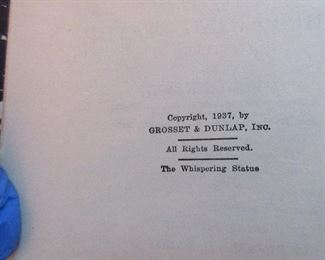 Copyright, 1937, by
GROSSET & DUNLAP, INC.
All Rights Reserved.
The Whispering Statue